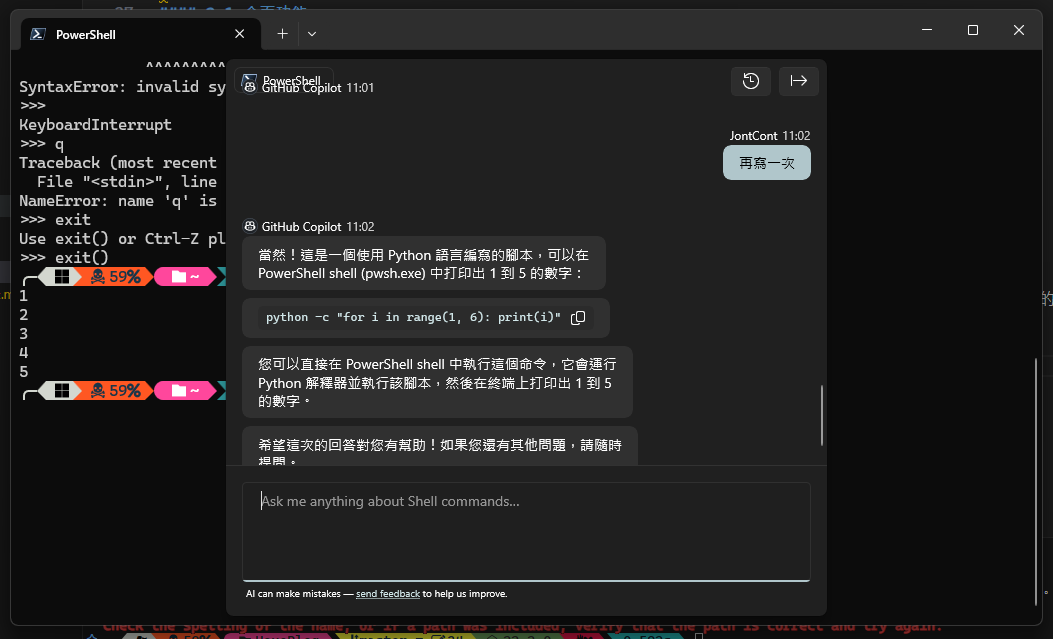 PowerShell
^^^^^^^^^
SyntaxError: invalid sy
>>>
KeyboardInterrupt
>>> q
Traceback (most recent
File "<stdin>", line
NameError: name 'q' is
>>> exit
Use exit() or Ctrl-Z pl
>>> exit()
59% ~
1
2
3
4
5
59% ~
PowerShell
GitHub Copilot 11:01
JontCont 11:02
再寫一次
GitHub Copilot 11:02
當然！這是一個使用 Python 語言編寫的腳本，可以在
PowerShell shell (pwsh.exe) 中打印出 1 到 5 的數字：
python -c "for i in range(1, 6): print(i)"
您可以直接在 PowerShell shell 中執行這個命令，它會運行
Python 解釋器並執行該腳本，然後在終端上打印出 1 到 5
的數字。
希望這次的回答對您有幫助！如果您還有其他問題，請隨時
提問。
Ask me anything about Shell commands...
AI can make mistakes — send feedback to help us improve.
的
check the spelling of the name, or if a path was included, verify that the path is correct and try again.